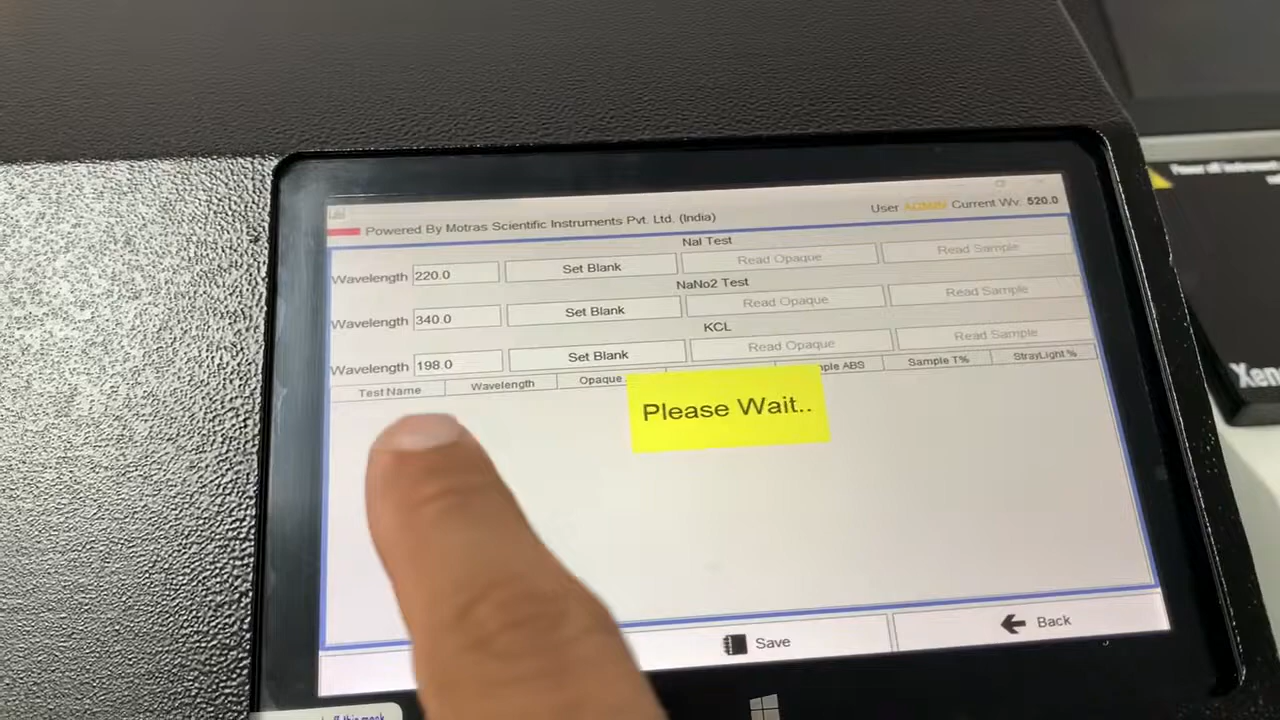 Powered By Motras Scientific Instruments Pvt. Ltd. (India) User ADMIN Current Wv. 520.0
NaI Test
Wavelength 220.0 Set Blank Read Opaque Read Sample
NaNo2 Test
Wavelength 340.0 Set Blank Read Opaque Read Sample
KCL
Wavelength 198.0 Set Blank Read Opaque Read Sample
Test Name Wavelength Opaque ABS Sample T% StrayLight %
Please Wait..
Save Back